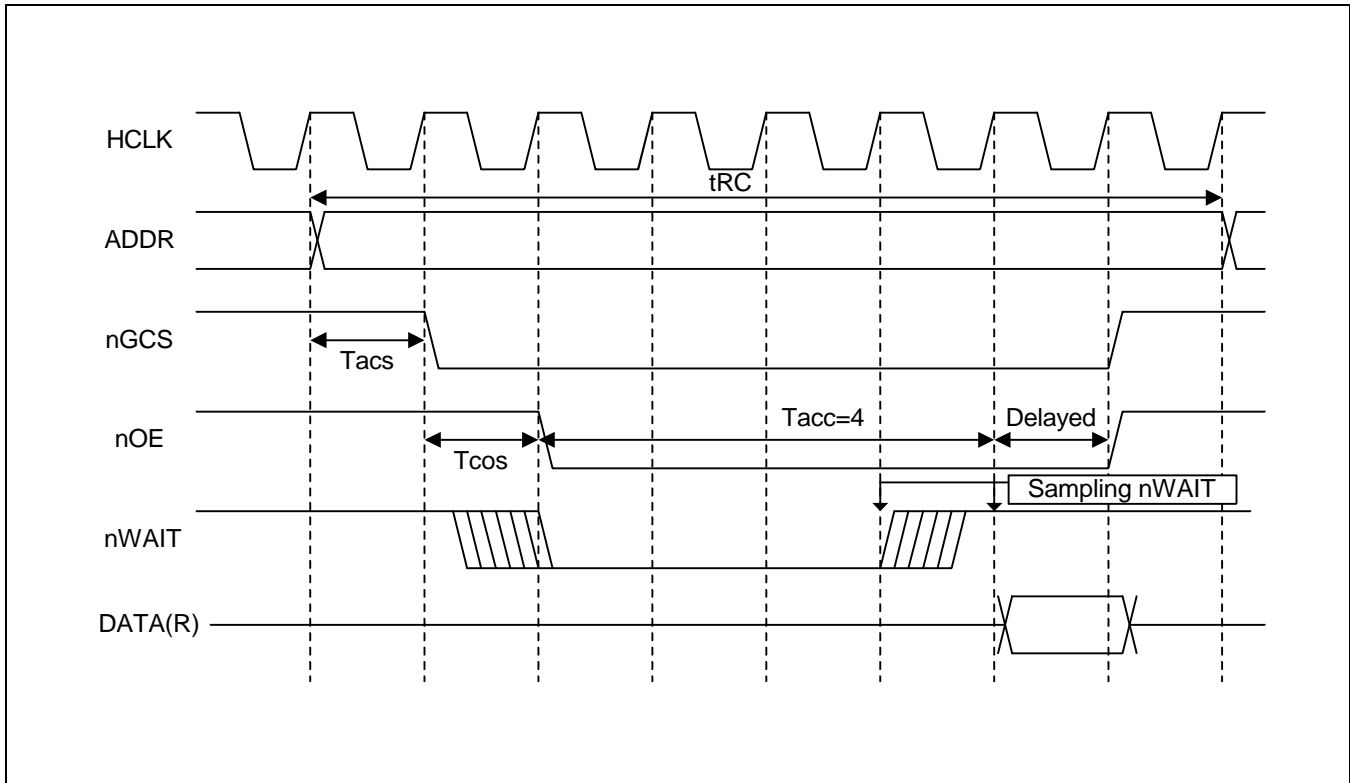 HCLK
tRC
ADDR
nGCS
Tacs
nOE
Tacc=4
Delayed
Tcos
Sampling nWAIT
nWAIT
DATA(R)